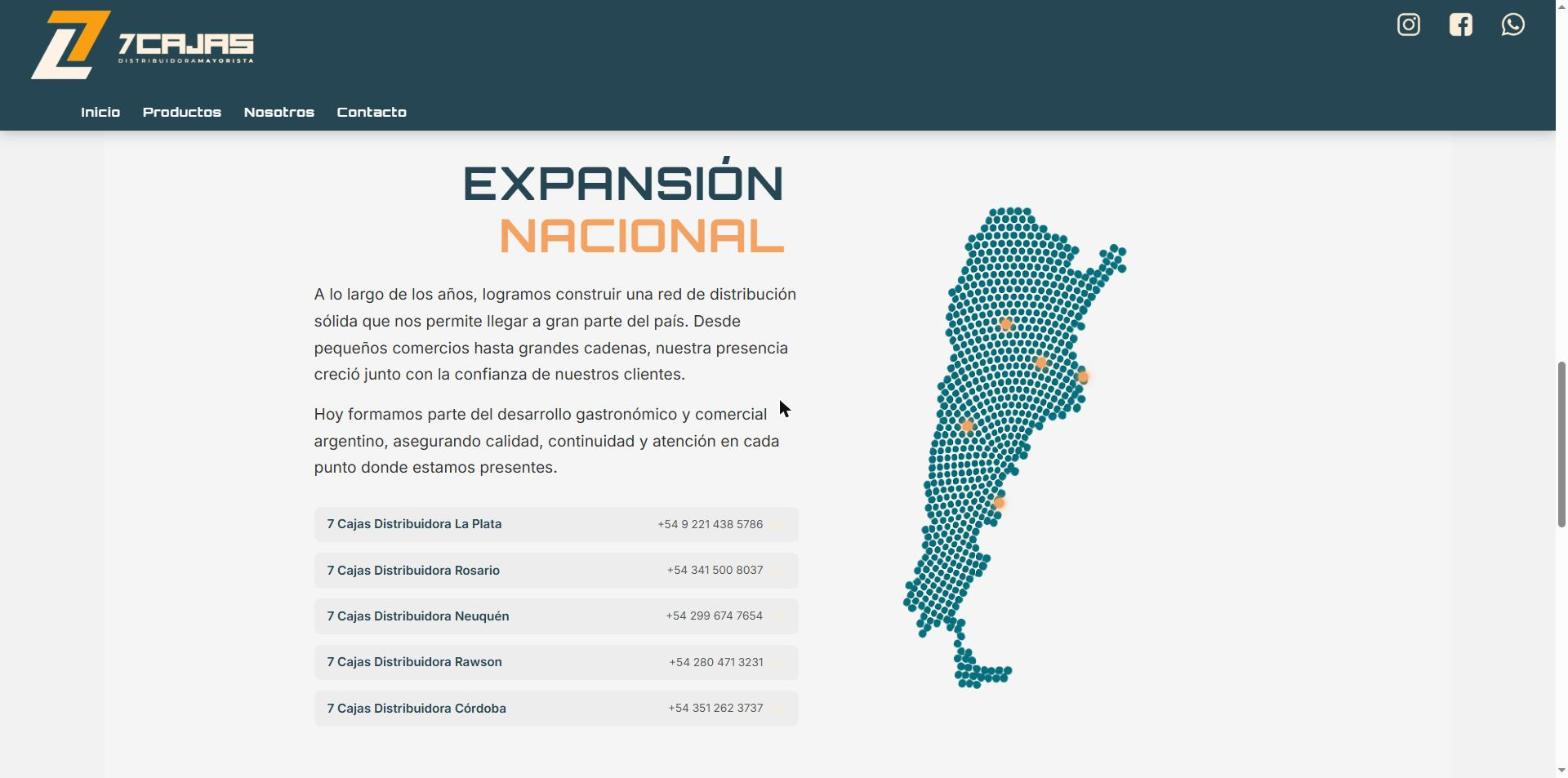 7CAJAS
DISTRIBUIDORAMAYORISTA
Inicio Productos Nosotros Contacto
EXPANSIÓN
NACIONAL
A lo largo de los años, logramos construir una red de distribución
sólida que nos permite llegar a gran parte del país. Desde
pequeños comercios hasta grandes cadenas, nuestra presencia
creció junto con la confianza de nuestros clientes.
Hoy formamos parte del desarrollo gastronómico y comercial
argentino, asegurando calidad, continuidad y atención en cada
punto donde estamos presentes.
7 Cajas Distribuidora La Plata +54 9 221 438 5786
7 Cajas Distribuidora Rosario +54 341 500 8037
7 Cajas Distribuidora Neuquén +54 299 674 7654
7 Cajas Distribuidora Rawson +54 280 471 3231
7 Cajas Distribuidora Córdoba +54 351 262 3737